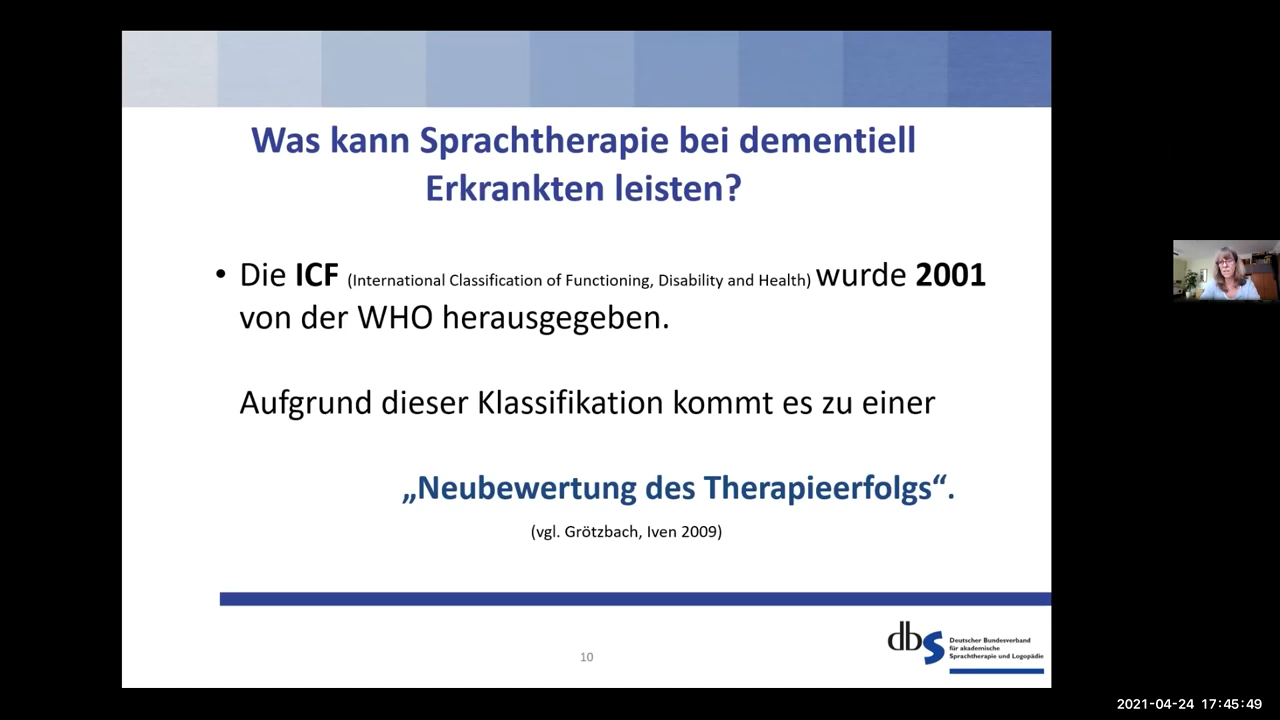 Was kann Sprachtherapie bei dementiell
Erkrankten leisten?
• Die ICF (International Classification of Functioning, Disability and Health) wurde 2001
von der WHO herausgegeben.
Aufgrund dieser Klassifikation kommt es zu einer
„Neubewertung des Therapieerfolgs“.
(vgl. Grötzbach, Iven 2009)
10
dbs
Deutscher Bundesverband
für akademische
Sprachtherapie und Logopädie
2021-04-24 17:45:49